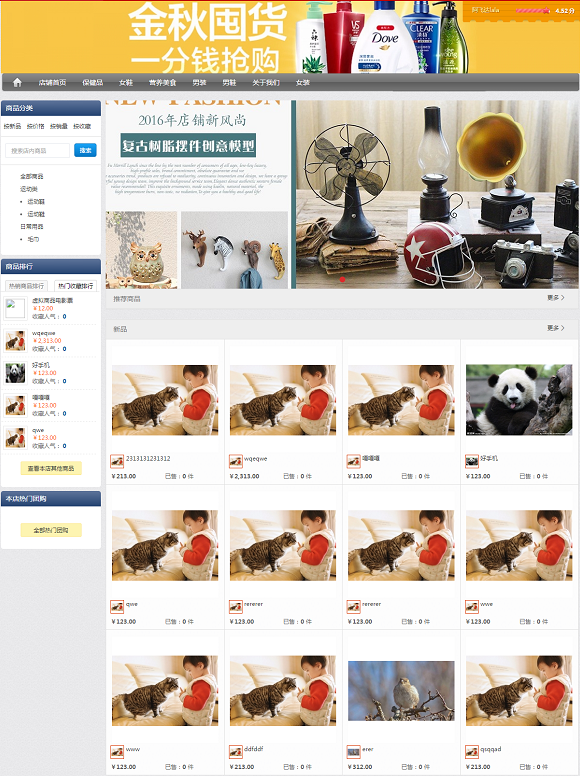 金秋囤货
一分钱抢购
4.52分
六神
VS
Dove
CLEAR
店铺首页 保健品 女鞋 营养美食 男装 男鞋 关于我们 女装
商品分类
按新品 按价格 按销量 按收藏
搜索店内商品 搜索
全部商品
运动类
运动鞋
运动鞋
日常用品
毛巾
商品排行
热销商品排行 热门收藏排行
虚拟商品电影票
￥12.00
收藏人气：0
wqeqwe
￥2,313.00
收藏人气：0
好手机
￥123.00
收藏人气：0
嘻嘻嘻
￥123.00
收藏人气：0
qwe
￥123.00
收藏人气：0
查看本店其他商品
本店热门团购
全部热门团购
NEW FASHION
2016年店铺新风尚
复古树脂摆件创意模型
推荐商品 更多
新品 更多
2313131231312 wqeqwe 嘻嘻嘻 好手机
￥213.00 已售：0 件 ￥2,313.00 已售：0 件 ￥123.00 已售：0 件 ￥123.00 已售：0 件
qwe rererer rererer wwe
￥123.00 已售：0 件 ￥123.00 已售：0 件 ￥123.00 已售：0 件 ￥123.00 已售：0 件
www ddfddf erer qsqqad
￥123.00 已售：0 件 ￥123.00 已售：0 件 ￥312.00 已售：0 件 ￥213.00 已售：0 件